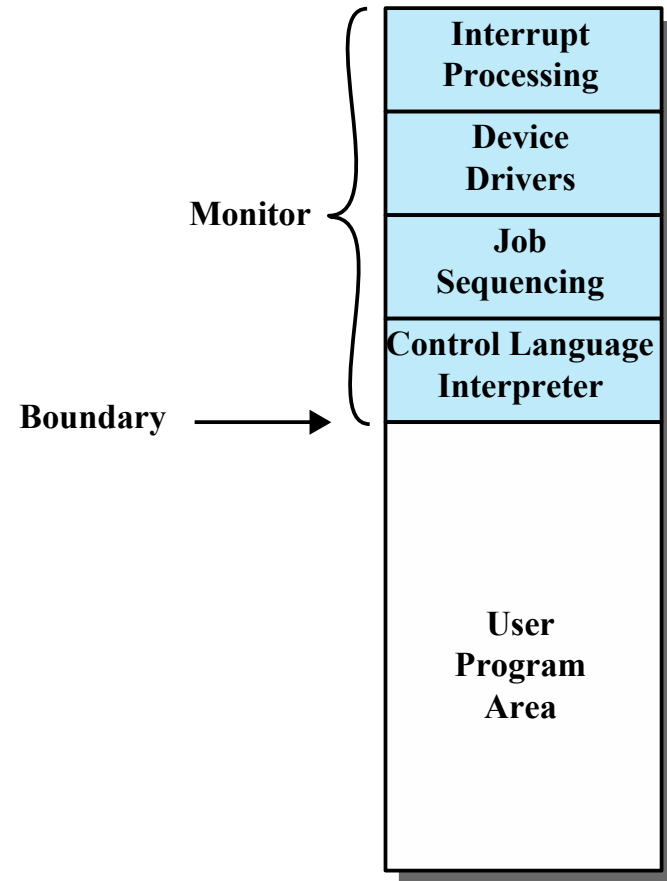 Interrupt
Processing
Device
Drivers
Monitor
Job
Sequencing
Control Language
Interpreter
Boundary
User
Program
Area